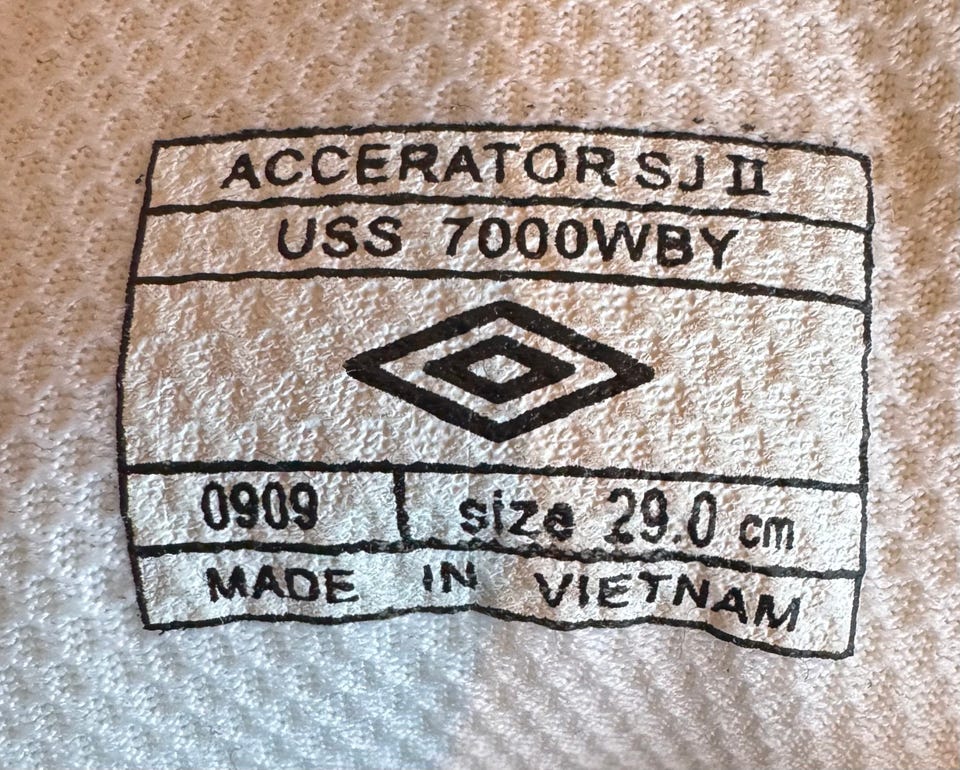 ACCERATOR SJ II
USS 7000WBY
0909 size 29.0 cm
MADE IN VIETNAM